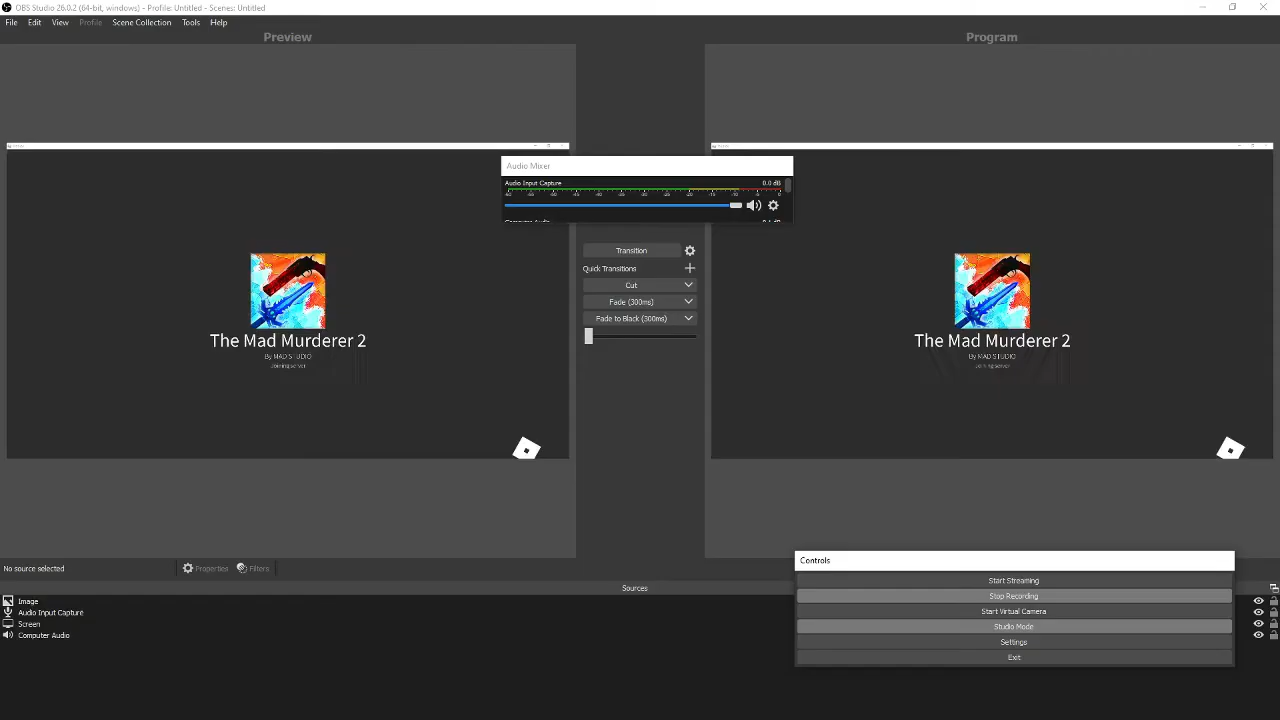 OBS Studio 26.0.2 (64-bit, windows) - Profile: Untitled - Scenes: Untitled
File Edit View Profile Scene Collection Tools Help
Preview
Program
Audio Mixer
Audio Input Capture 0.0 dB
Transition
Quick Transitions
Cut
Fade (300ms)
Fade to Black (300ms)
The Mad Murderer 2
By MAD STUDIO
Joining server
The Mad Murderer 2
By MAD STUDIO
Joining server
No source selected
Properties Filters
Sources
Image
Audio Input Capture
Screen
Computer Audio
Controls
Start Streaming
Stop Recording
Start Virtual Camera
Studio Mode
Settings
Exit